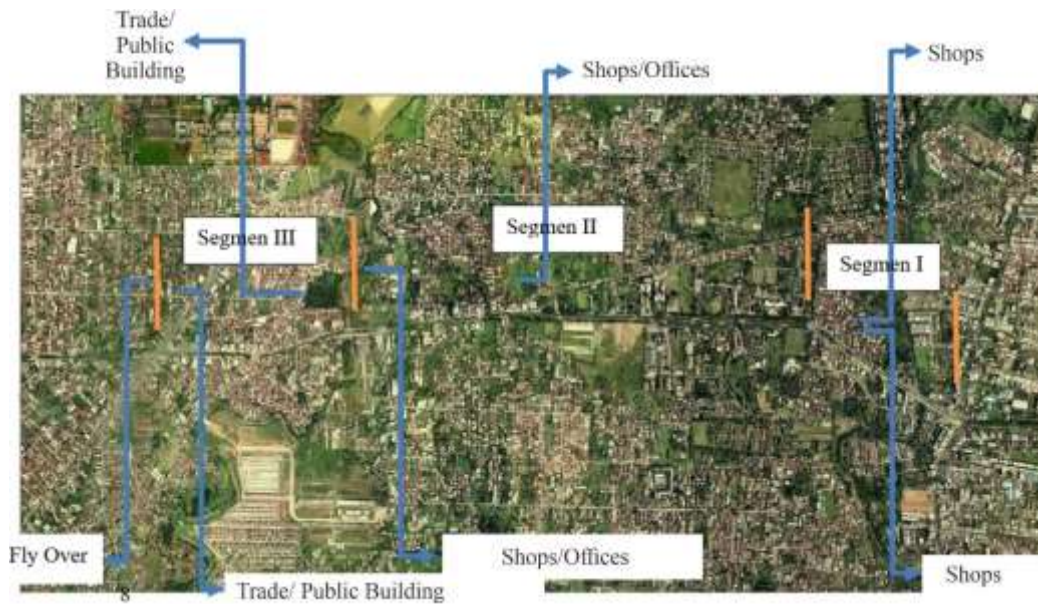 Trade/
Public
Building
Shops/Offices
Shops
Segmen III
Segmen II
Segmen I
Fly Over
8
Trade/ Public Building
Shops/Offices
Shops